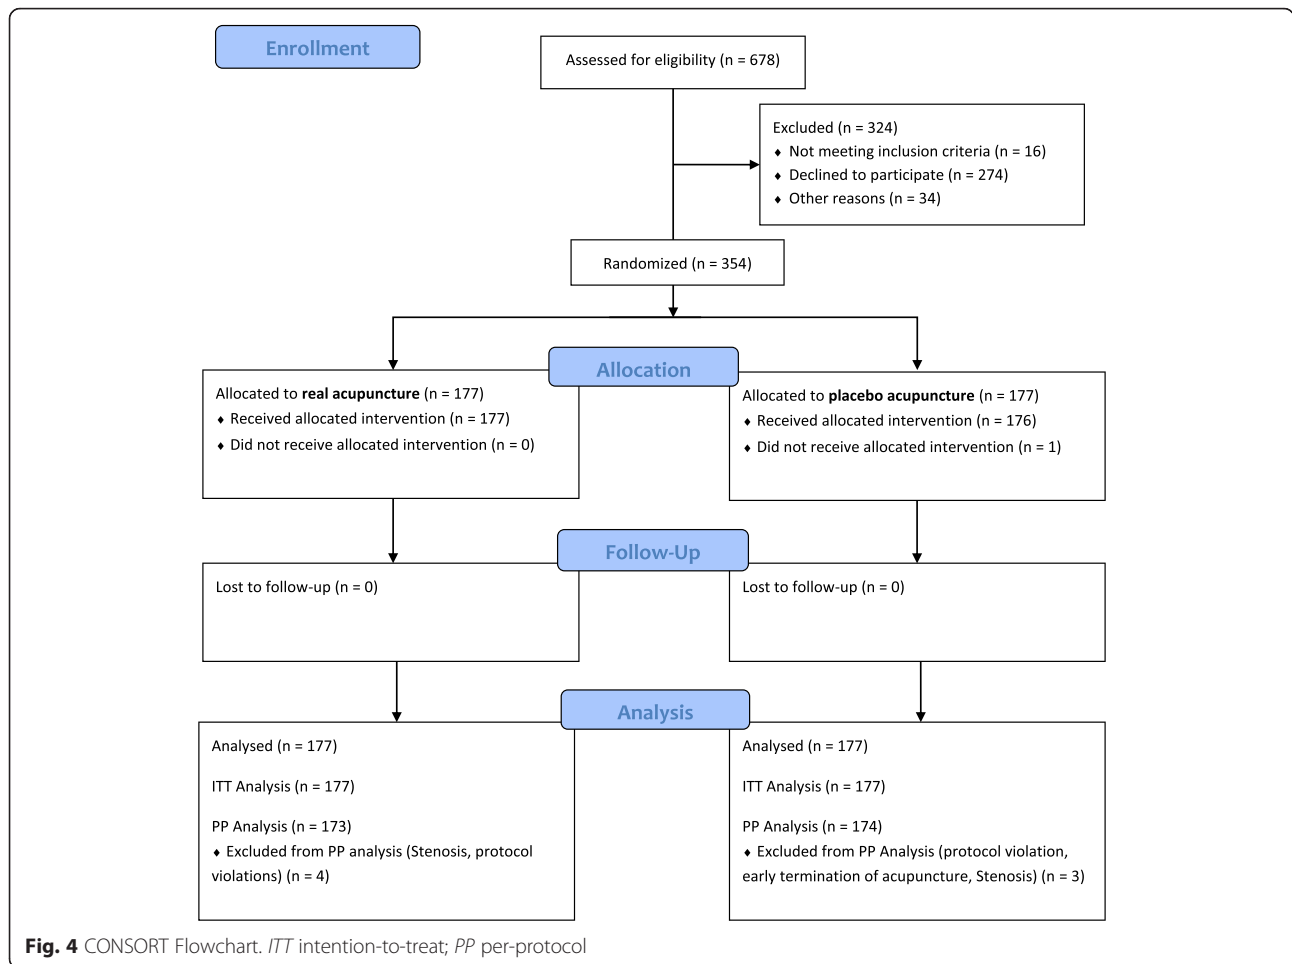 Enrollment
Assessed for eligibility (n = 678)
Excluded (n = 324)
♦ Not meeting inclusion criteria (n = 16)
♦ Declined to participate (n = 274)
♦ Other reasons (n = 34)
Randomized (n = 354)
Allocation
Allocated to real acupuncture (n = 177)
♦ Received allocated intervention (n = 177)
♦ Did not receive allocated intervention (n = 0)
Allocated to placebo acupuncture (n = 177)
♦ Received allocated intervention (n = 176)
♦ Did not receive allocated intervention (n = 1)
Follow-Up
Lost to follow-up (n = 0)
Lost to follow-up (n = 0)
Analysis
Analysed (n = 177)
ITT Analysis (n = 177)
PP Analysis (n = 173)
♦ Excluded from PP analysis (Stenosis, protocol
violations) (n = 4)
Analysed (n = 177)
ITT Analysis (n = 177)
PP Analysis (n = 174)
♦ Excluded from PP Analysis (protocol violation,
early termination of acupuncture, Stenosis) (n = 3)
Fig. 4 CONSORT Flowchart. ITT intention-to-treat; PP per-protocol